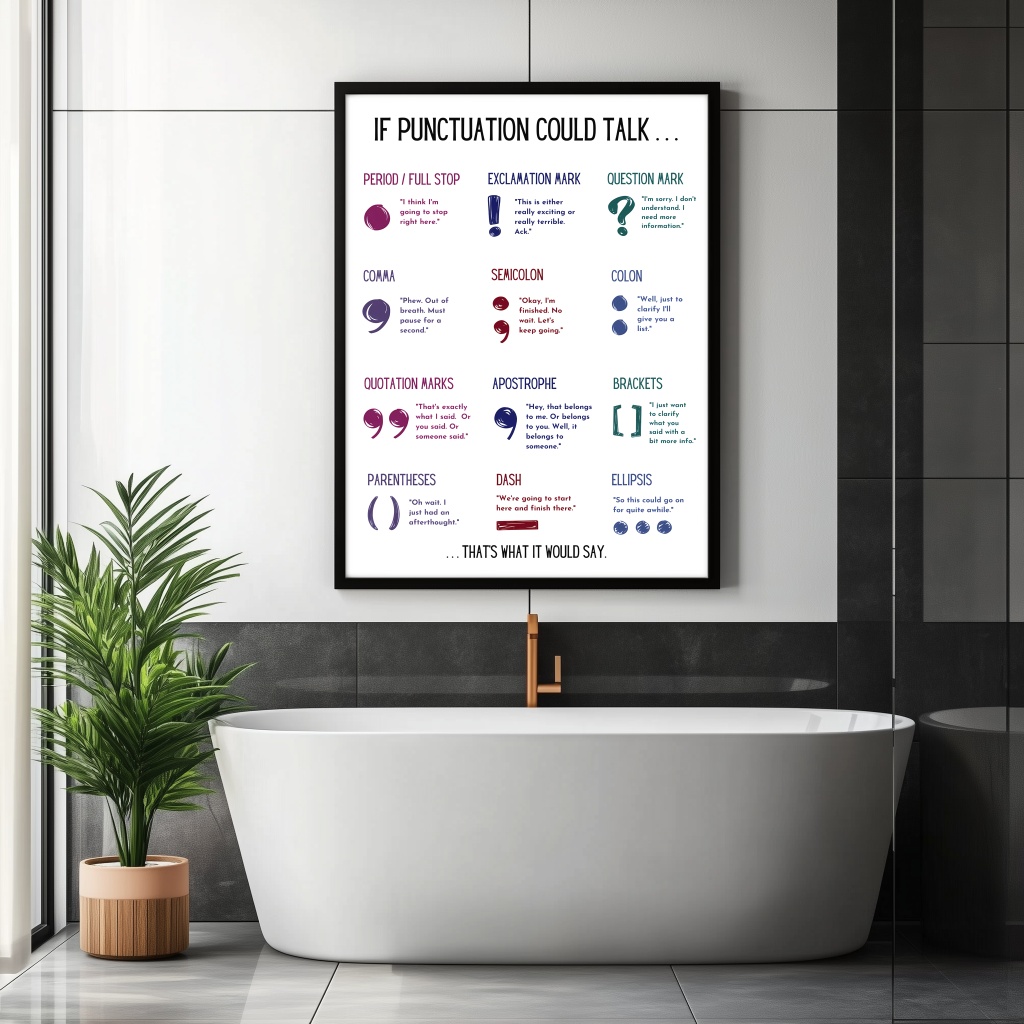 IF PUNCTUATION COULD TALK . . .
PERIOD / FULL STOP
"I think I'm
going to stop
right here."
EXCLAMATION MARK
"This is either
really exciting or
really terrible.
Ack."
QUESTION MARK
"I'm sorry. I don't
understand. I
need more
information."
COMMA
"Phew. Out of
breath. Must
pause for a
second."
SEMICOLON
"Okay, I'm
finished. No
wait. Let's
keep going."
COLON
"Well, just to
clarify I'll
give you a
list."
QUOTATION MARKS
"That's exactly
what I said. Or
you said. Or
someone said."
APOSTROPHE
"Hey, that belongs
to me. Or belongs
to you. Well, it
belongs to
someone."
BRACKETS
"I just want
to clarify
what you
said with a
bit more info."
PARENTHESES
"Oh wait. I
just had an
afterthought."
DASH
"We're going to start
here and finish there."
ELLIPSIS
"So this could go on
for quite awhile."
. . . THAT'S WHAT IT WOULD SAY.